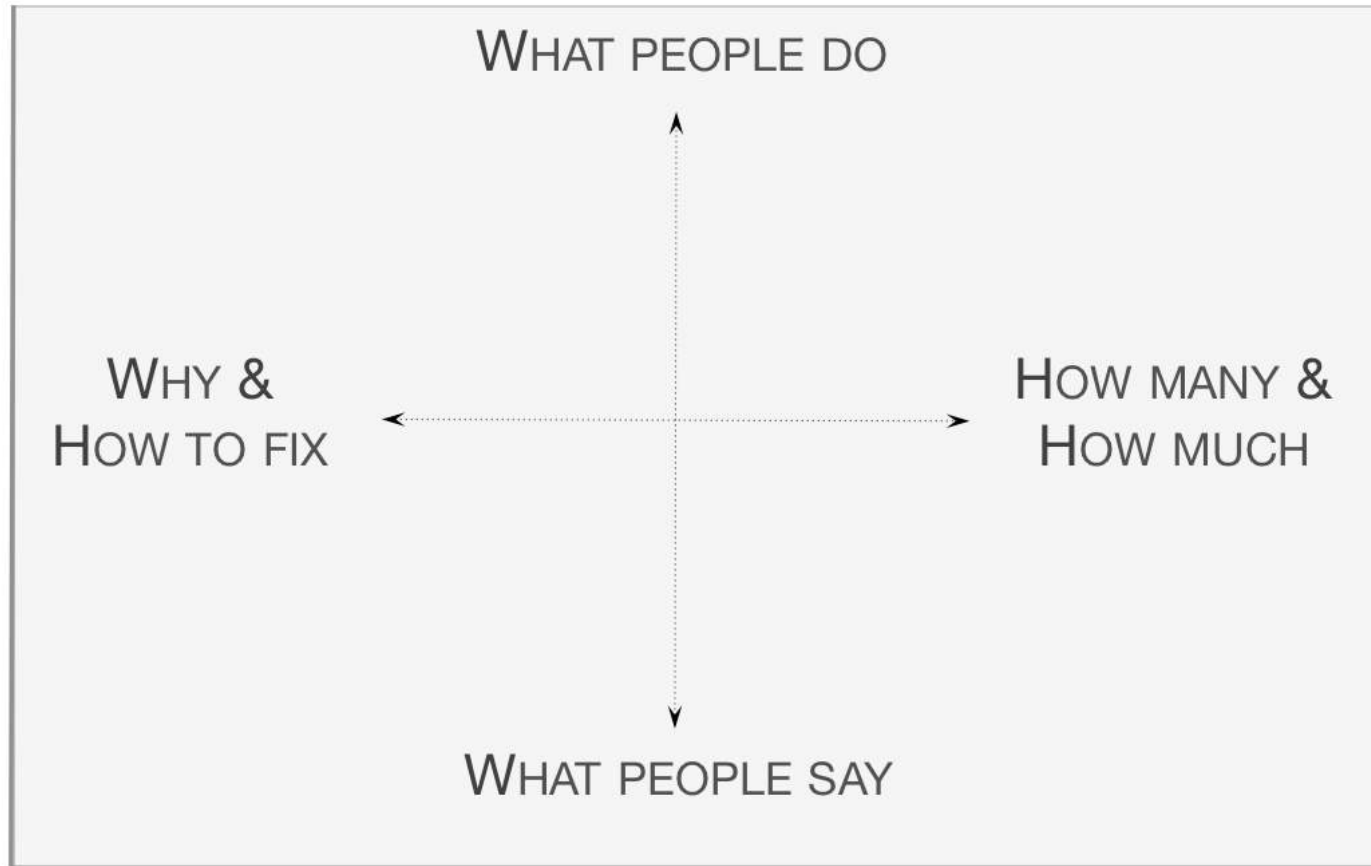 What people do
Why &
How to fix
How many &
How much
What people say